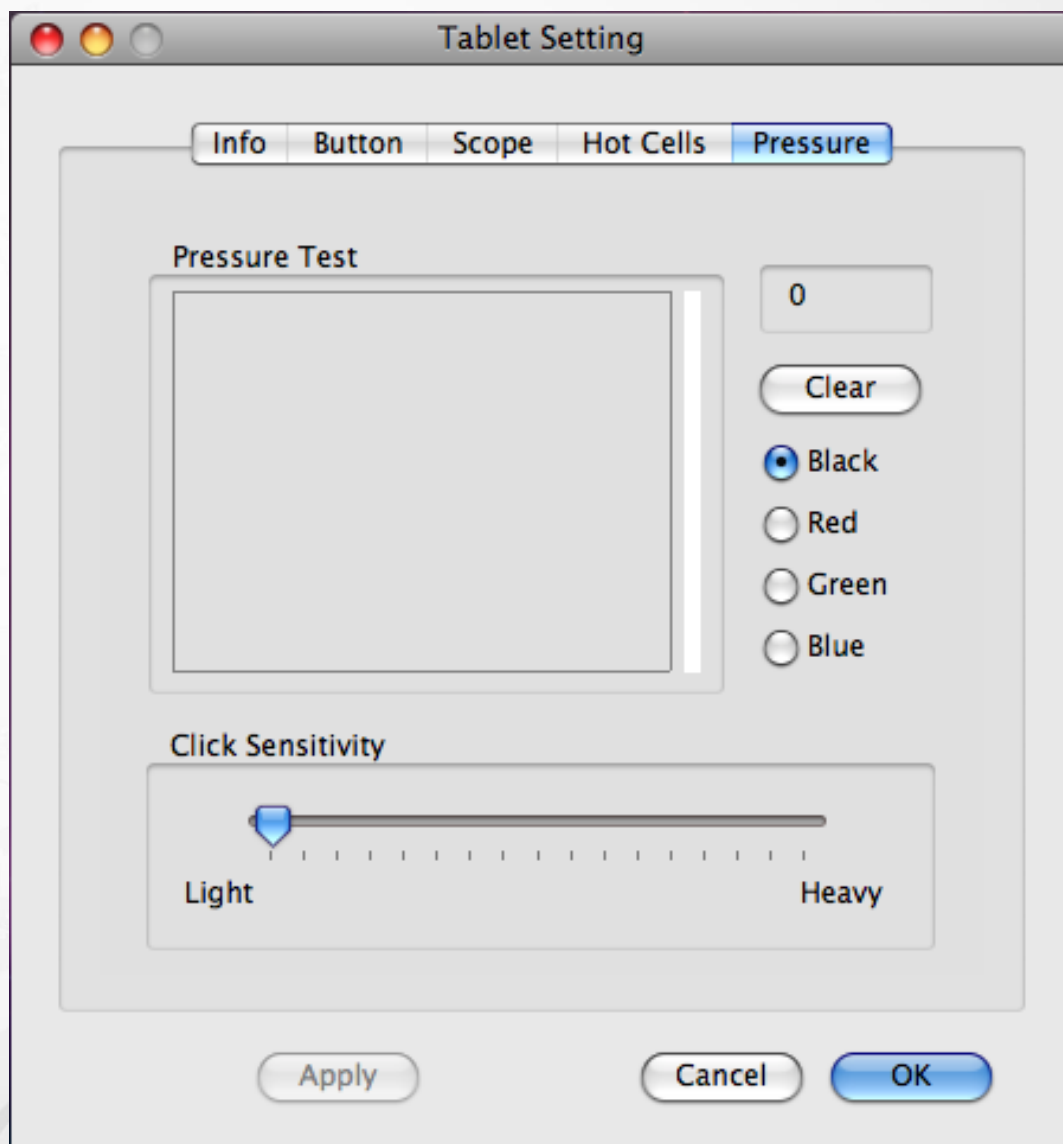 Tablet Setting
Info Button Scope Hot Cells Pressure
Pressure Test
0
Clear
Black
Red
Green
Blue
Click Sensitivity
Light Heavy
Apply Cancel OK